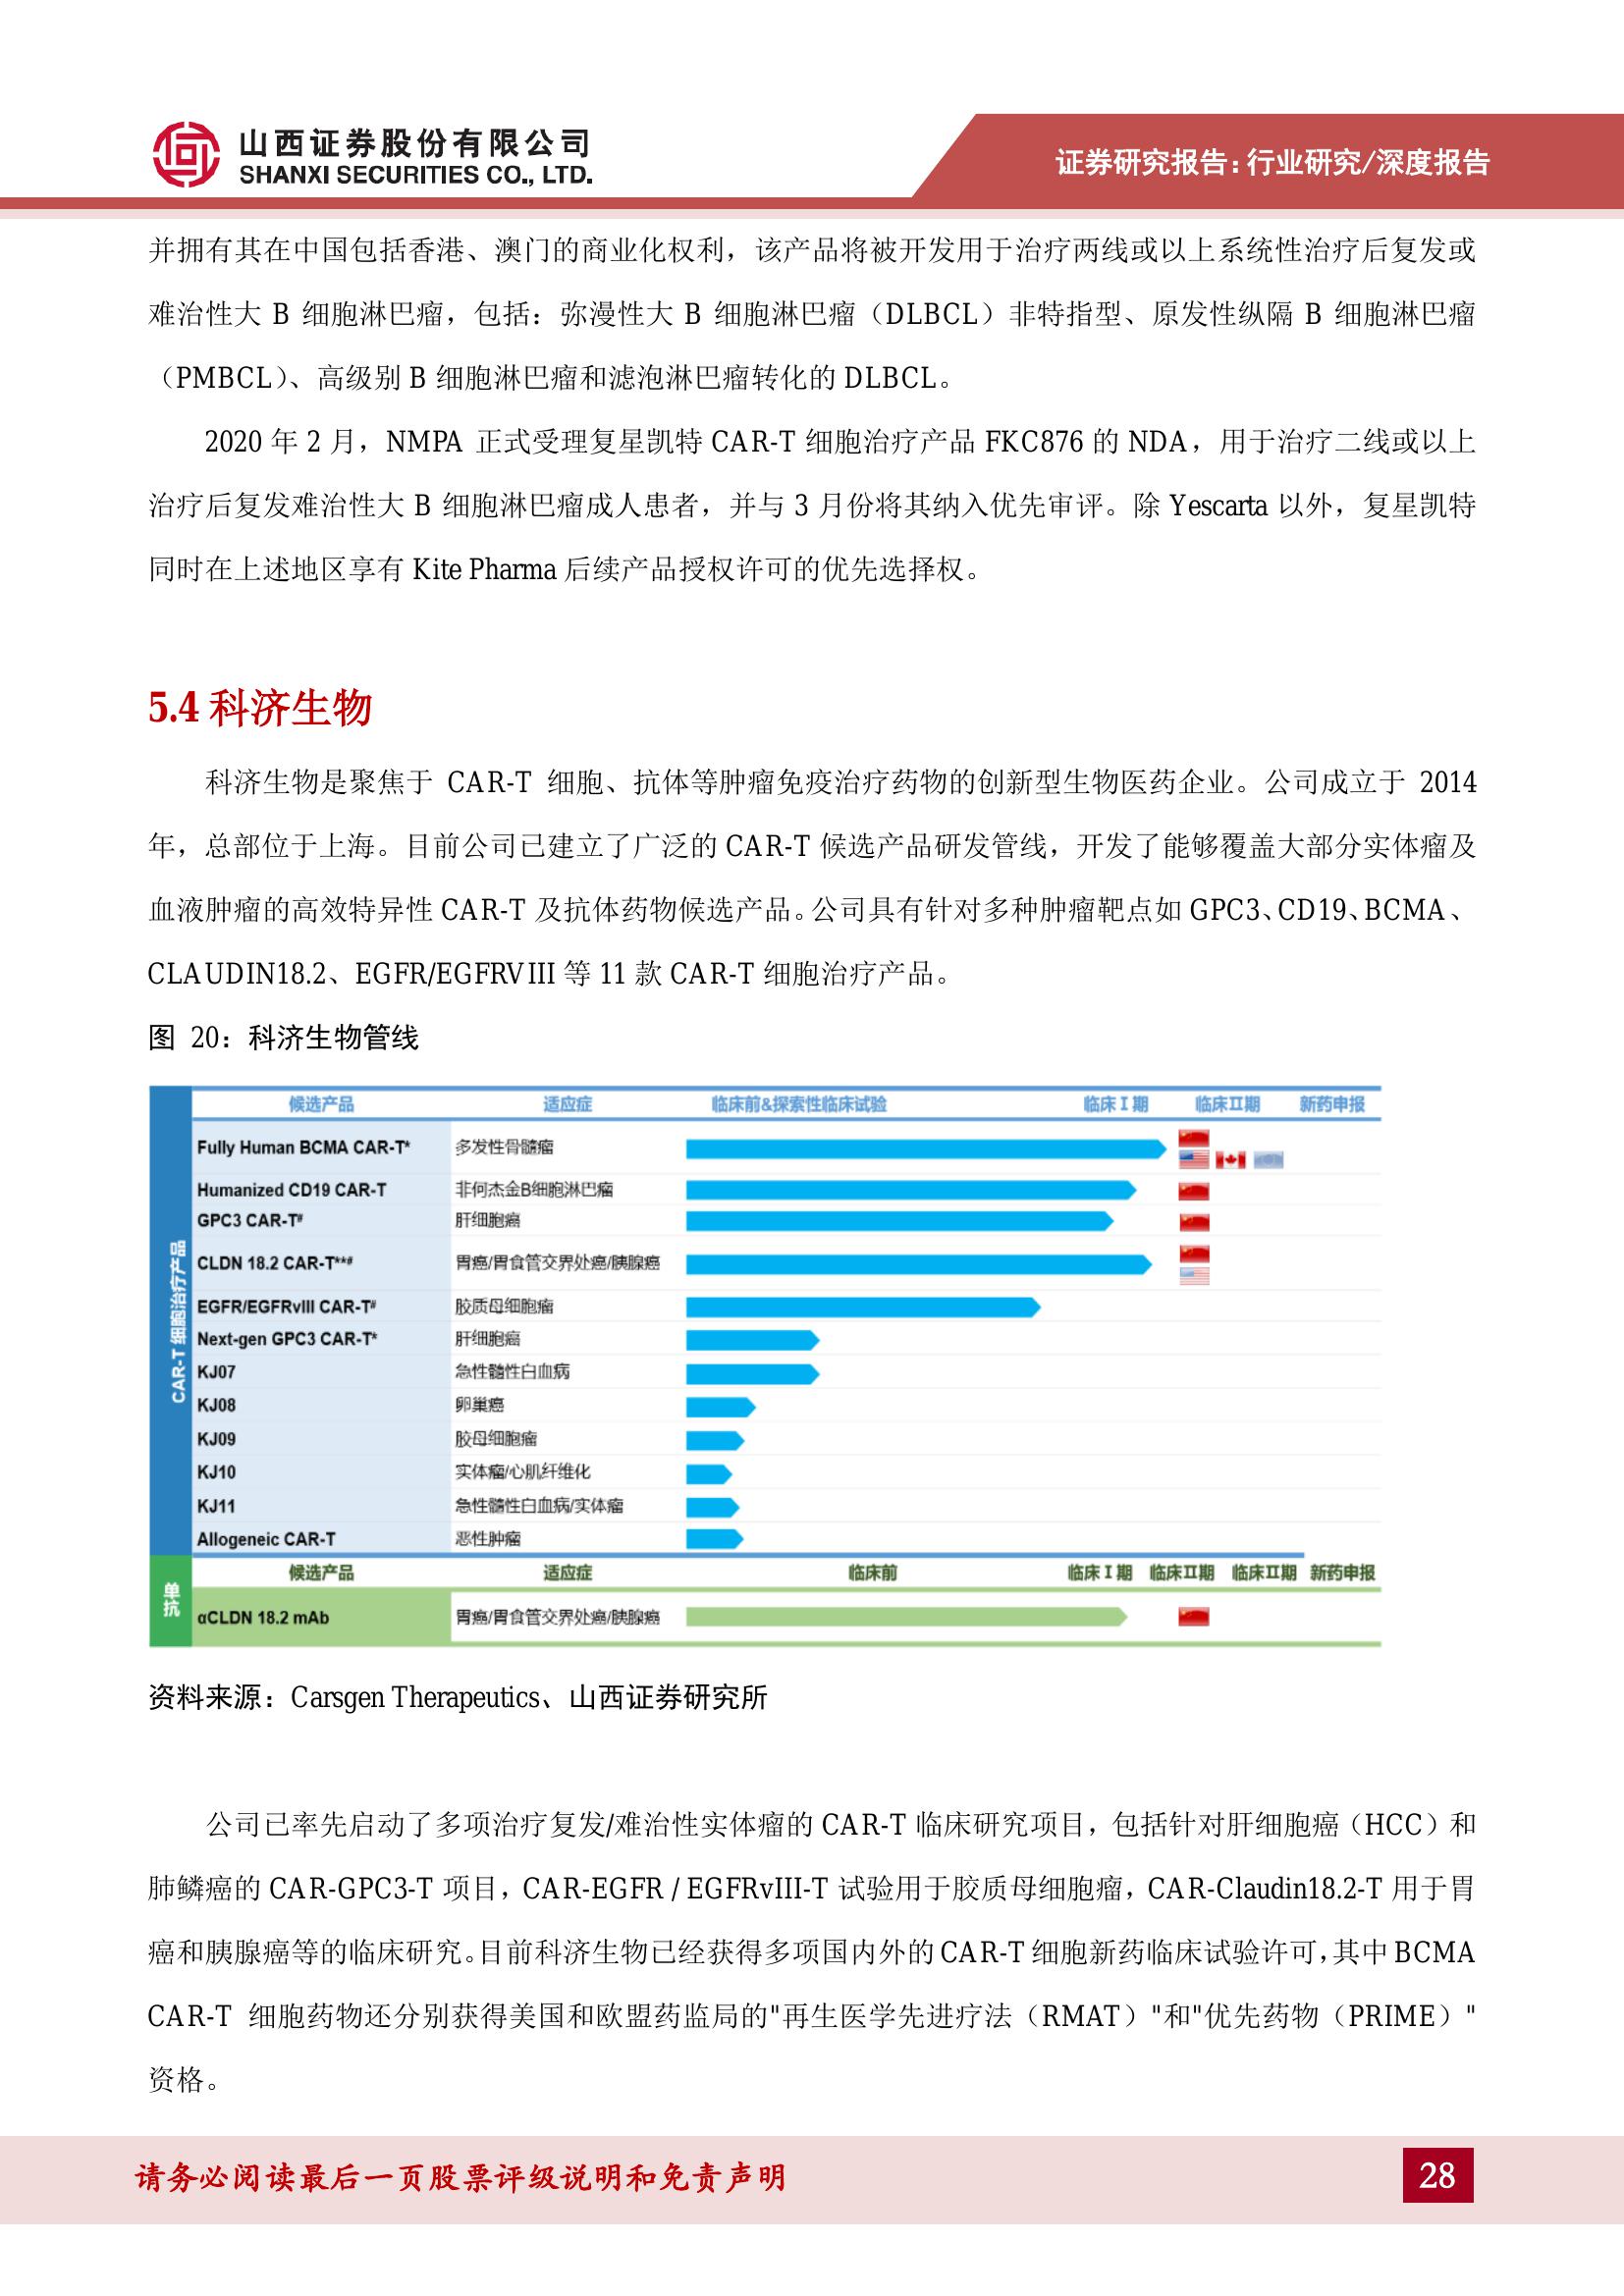 山西证券股份有限公司
SHANXI SECURITIES CO., LTD.
证券研究报告：行业研究/深度报告
并拥有其在中国包括香港、澳门的商业化权利，该产品将被开发用于治疗两线或以上系统性治疗后复发或
难治性大 B 细胞淋巴瘤，包括：弥漫性大 B 细胞淋巴瘤（DLBCL）非特指型、原发性纵隔 B 细胞淋巴瘤
（PMBCL）、高级别 B 细胞淋巴瘤和滤泡淋巴瘤转化的 DLBCL。
2020 年 2 月，NMPA 正式受理复星凯特 CAR-T 细胞治疗产品 FKC876 的 NDA，用于治疗二线或以上
治疗后复发难治性大 B 细胞淋巴瘤成人患者，并与 3 月份将其纳入优先审评。除 Yescarta 以外，复星凯特
同时在上述地区享有 Kite Pharma 后续产品授权许可的优先选择权。
5.4 科济生物
科济生物是聚焦于 CAR-T 细胞、抗体等肿瘤免疫治疗药物的创新型生物医药企业。公司成立于 2014
年，总部位于上海。目前公司已建立了广泛的 CAR-T 候选产品研发管线，开发了能够覆盖大部分实体瘤及
血液肿瘤的高效特异性 CAR-T 及抗体药物候选产品。公司具有针对多种肿瘤靶点如 GPC3、CD19、BCMA、
CLAUDIN18.2、EGFR/EGFRVIII 等 11 款 CAR-T 细胞治疗产品。
图 20：科济生物管线
CAR-T 细胞治疗产品
候选产品 适应症 临床前&探索性临床试验 临床 I 期 临床II期 新药申报
Fully Human BCMA CAR-T* 多发性骨髓瘤
Humanized CD19 CAR-T 非何杰金B细胞淋巴瘤
GPC3 CAR-T# 肝细胞癌
CLDN 18.2 CAR-T**# 胃癌/胃食管交界处癌/胰腺癌
EGFR/EGFRvIII CAR-T# 胶质母细胞瘤
Next-gen GPC3 CAR-T* 肝细胞癌
KJ07 急性髓性白血病
KJ08 卵巢癌
KJ09 胶母细胞瘤
KJ10 实体瘤/心肌纤维化
KJ11 急性髓性白血病/实体瘤
Allogeneic CAR-T 恶性肿瘤
单抗
候选产品 适应症 临床前 临床 I 期 临床II期 临床II期 新药申报
αCLDN 18.2 mAb 胃癌/胃食管交界处癌/胰腺癌
资料来源：Carsgen Therapeutics、山西证券研究所
公司已率先启动了多项治疗复发/难治性实体瘤的 CAR-T 临床研究项目，包括针对肝细胞癌（HCC）和
肺鳞癌的 CAR-GPC3-T 项目，CAR-EGFR / EGFRvIII-T 试验用于胶质母细胞瘤，CAR-Claudin18.2-T 用于胃
癌和胰腺癌等的临床研究。目前科济生物已经获得多项国内外的 CAR-T 细胞新药临床试验许可，其中 BCMA
CAR-T 细胞药物还分别获得美国和欧盟药监局的"再生医学先进疗法（RMAT）"和"优先药物（PRIME）"
资格。
请务必阅读最后一页股票评级说明和免责声明
28